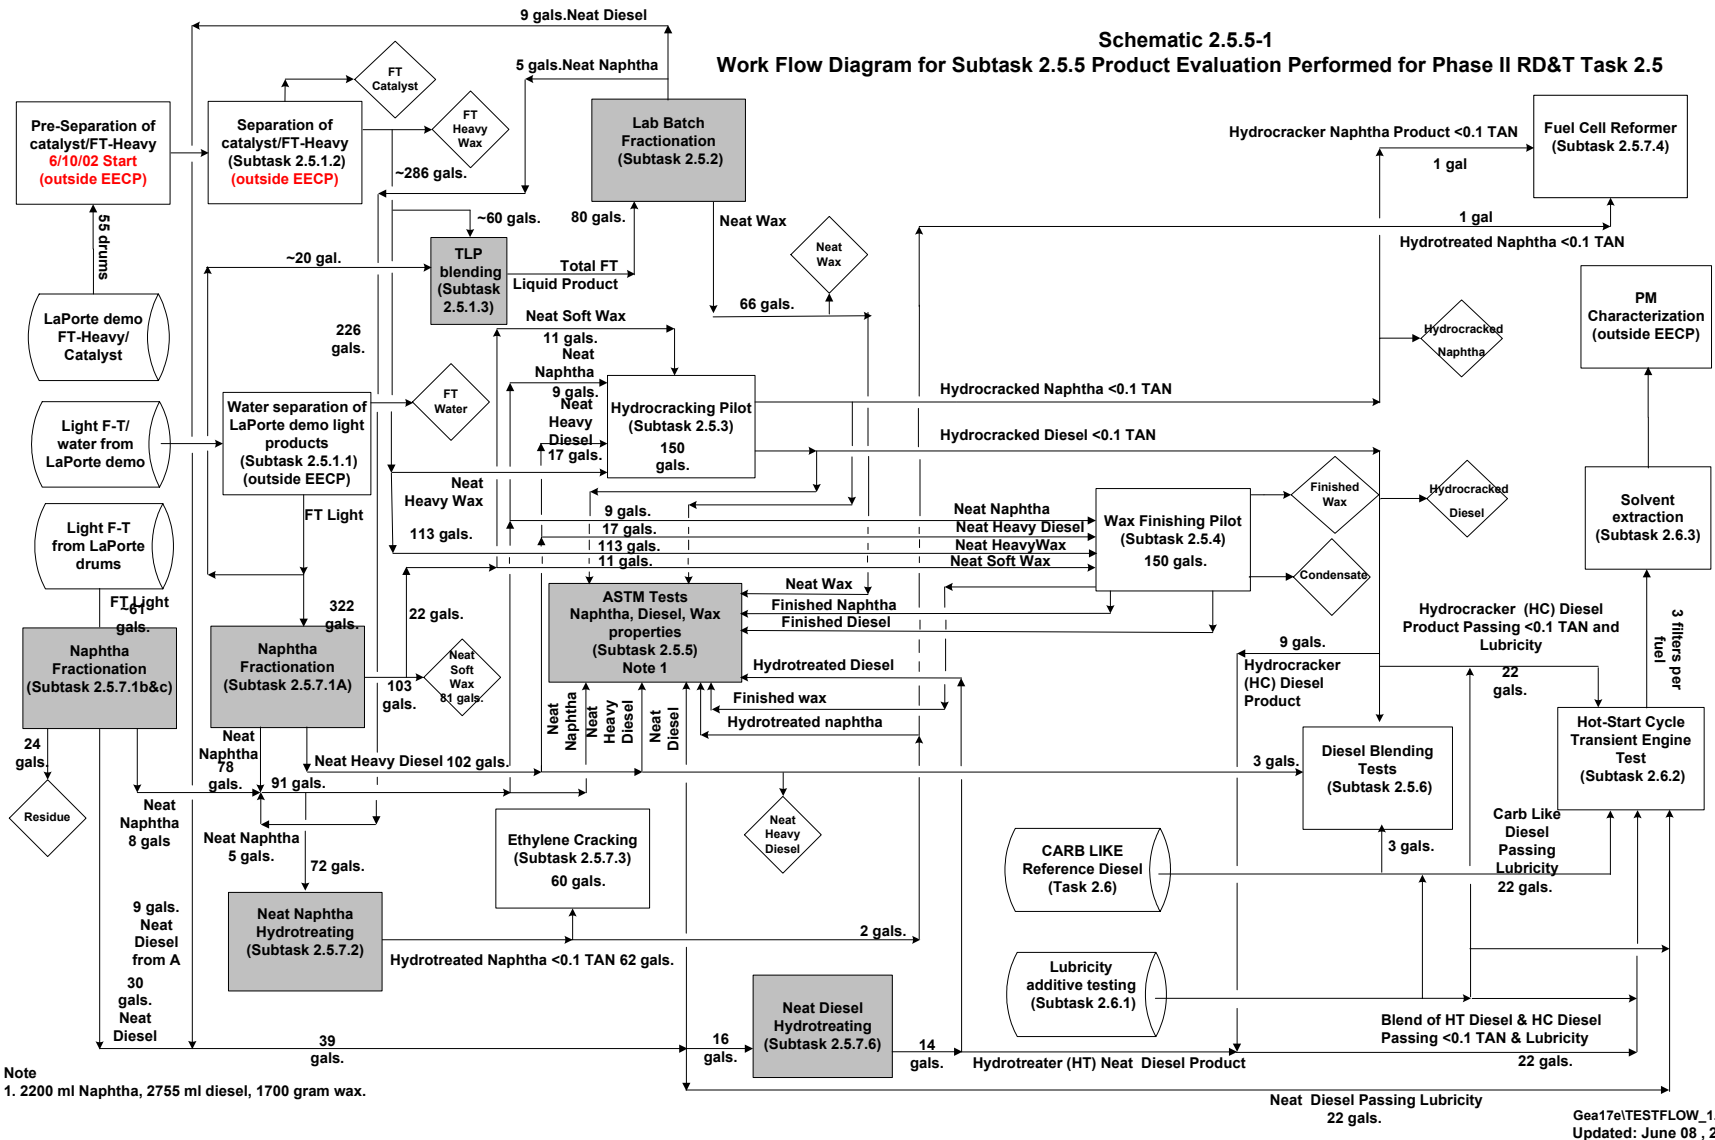 9 gals.Neat Diesel
Schematic 2.5.5-1
Work Flow Diagram for Subtask 2.5.5 Product Evaluation Performed for Phase II RD&T Task 2.5
5 gals.Neat Naphtha
FT
Catalyst
Pre-Separation of
catalyst/FT-Heavy
6/10/02 Start
(outside EECP)
Separation of
catalyst/FT-Heavy
(Subtask 2.5.1.2)
(outside EECP)
FT
Heavy
Wax
~286 gals.
Lab Batch
Fractionation
(Subtask 2.5.2)
Hydrocracker Naphtha Product <0.1 TAN
1 gal
Fuel Cell Reformer
(Subtask 2.5.7.4)
55 drums
~60 gals.
80 gals.
Neat Wax
1 gal
Hydrotreated Naphtha <0.1 TAN
~20 gal.
TLP
blending
(Subtask
2.5.1.3)
Total FT
Liquid Product
Neat
Wax
66 gals.
LaPorte demo
FT-Heavy/
Catalyst
226
gals.
Neat Soft Wax
11 gals.
PM
Characterization
(outside EECP)
Hydrocracked
Naphtha
Neat
Naphtha
9 gals.
Neat
Heavy
Diesel
17 gals.
Light F-T/
water from
LaPorte demo
Water separation of
LaPorte demo light
products
(Subtask 2.5.1.1)
(outside EECP)
FT
Water
Hydrocracking Pilot
(Subtask 2.5.3)
150
gals.
Hydrocracked Naphtha <0.1 TAN
Hydrocracked Diesel <0.1 TAN
Neat
Heavy Wax
113 gals.
FT Light
Finished
Wax
Hydrocracked
Diesel
Solvent
extraction
(Subtask 2.6.3)
Light F-T
from LaPorte
drums
9 gals.
17 gals.
113 gals.
11 gals.
Neat Naphtha
Neat Heavy Diesel
Neat HeavyWax
Neat Soft Wax
Wax Finishing Pilot
(Subtask 2.5.4)
150 gals.
Condensate
FT Light
~61
gals.
322
gals.
22 gals.
ASTM Tests
Naphtha, Diesel, Wax
properties
(Subtask 2.5.5)
Note 1
Neat Wax
Finished Naphtha
Finished Diesel
Hydrotreated Diesel
Finished wax
Hydrotreated naphtha
Hydrocracker (HC) Diesel
Product Passing <0.1 TAN and
Lubricity
22
gals.
3 filters per
fuel
9 gals.
Hydrocracker
(HC) Diesel
Product
Naphtha
Fractionation
(Subtask 2.5.7.1b&c)
Naphtha
Fractionation
(Subtask 2.5.7.1A)
Neat
Soft
Wax
81 gals.
103
gals.
Neat
Naphtha
Neat
Heavy
Diesel
Neat
Diesel
24
gals.
Neat
Naphtha
78
gals.
Neat Heavy Diesel 102 gals.
91 gals.
3 gals.
Diesel Blending
Tests
(Subtask 2.5.6)
Hot-Start Cycle
Transient Engine
Test
(Subtask 2.6.2)
Residue
Neat
Naphtha
8 gals
Neat Naphtha
5 gals.
72 gals.
Ethylene Cracking
(Subtask 2.5.7.3)
60 gals.
Neat
Heavy
Diesel
CARB LIKE
Reference Diesel
(Task 2.6)
3 gals.
Carb Like
Diesel
Passing
Lubricity
22 gals.
9 gals.
Neat
Diesel
from A
Neat Naphtha
Hydrotreating
(Subtask 2.5.7.2)
2 gals.
Hydrotreated Naphtha <0.1 TAN 62 gals.
30
gals.
Neat
Diesel
Lubricity
additive testing
(Subtask 2.6.1)
Neat Diesel
Hydrotreating
(Subtask 2.5.7.6)
39
gals.
16
gals.
14
gals.
Hydrotreater (HT) Neat Diesel Product
Blend of HT Diesel & HC Diesel
Passing <0.1 TAN & Lubricity
22 gals.
Note
1. 2200 ml Naphtha, 2755 ml diesel, 1700 gram wax.
Neat Diesel Passing Lubricity
22 gals.
Gea17e\TESTFLOW_1.
Updated: June 08 , 2